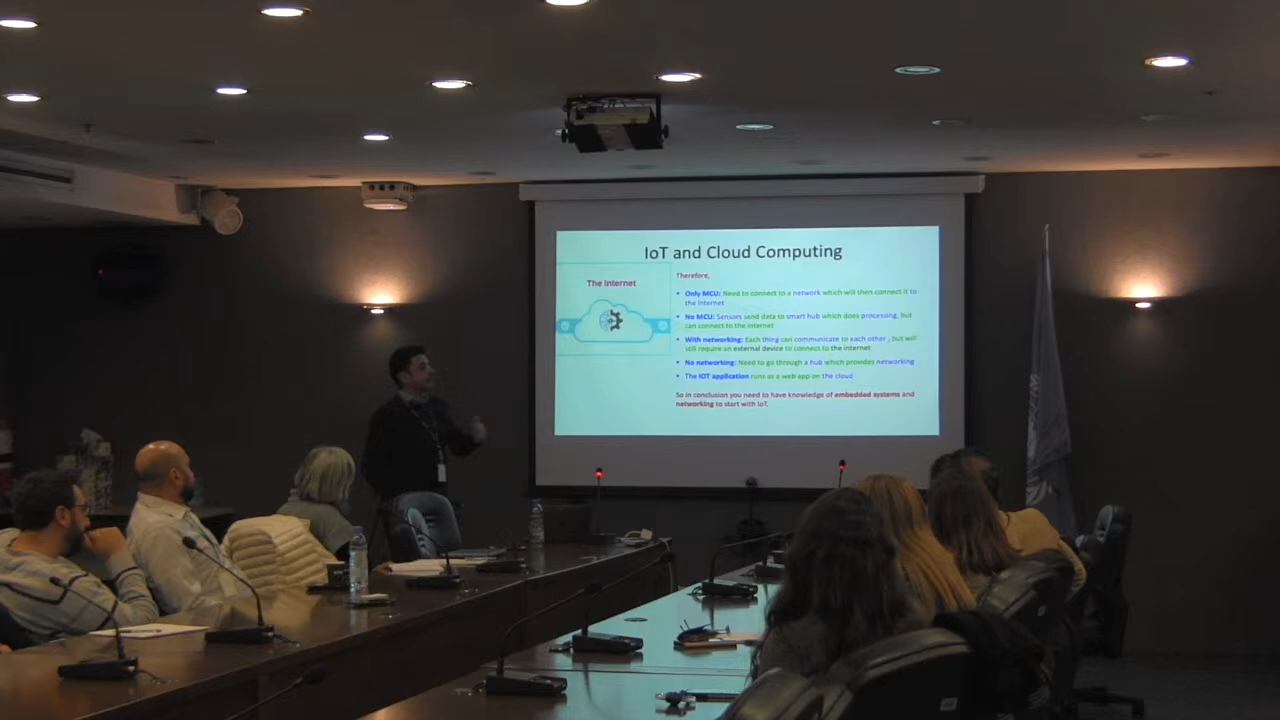 IoT and Cloud Computing
The Internet
Therefore,
• Only MCU: Need to connect to a network which will then connect it to
the internet
• No MCU: Sensors send data to smart hub which does processing, but
can connect to the internet
• With networking: Each thing can communicate to each other , but will
still require an external device to connect to the internet
• No networking: Need to go through a hub which provides networking
• The IOT application runs as a web app on the cloud
So in conclusion you need to have knowledge of embedded systems and
networking to start with IoT.